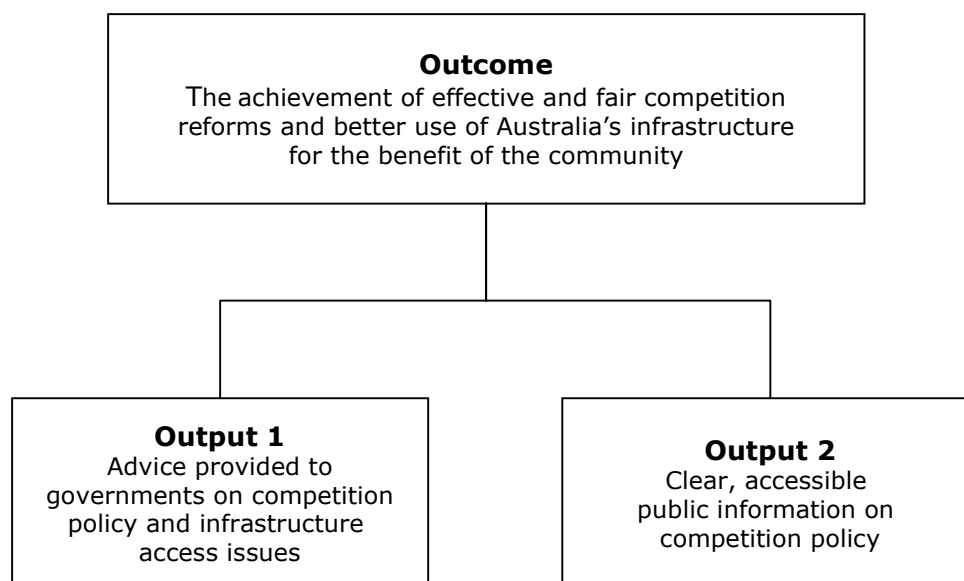 Outcome
The achievement of effective and fair competition
reforms and better use of Australia’s infrastructure
for the benefit of the community
Output 1
Advice provided to
governments on competition
policy and infrastructure
access issues
Output 2
Clear, accessible
public information on
competition policy